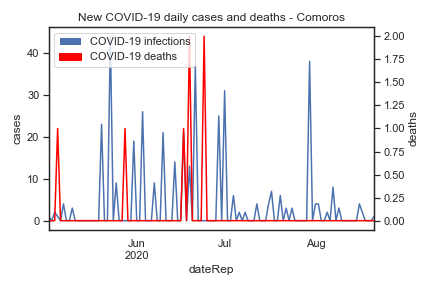 New COVID-19 daily cases and deaths - Comoros
COVID-19 infections
COVID-19 deaths
40
30
20
10
0
cases
2.00
1.75
1.50
1.25
1.00
0.75
0.50
0.25
0.00
deaths
Jun
2020
Jul
Aug
dateRep